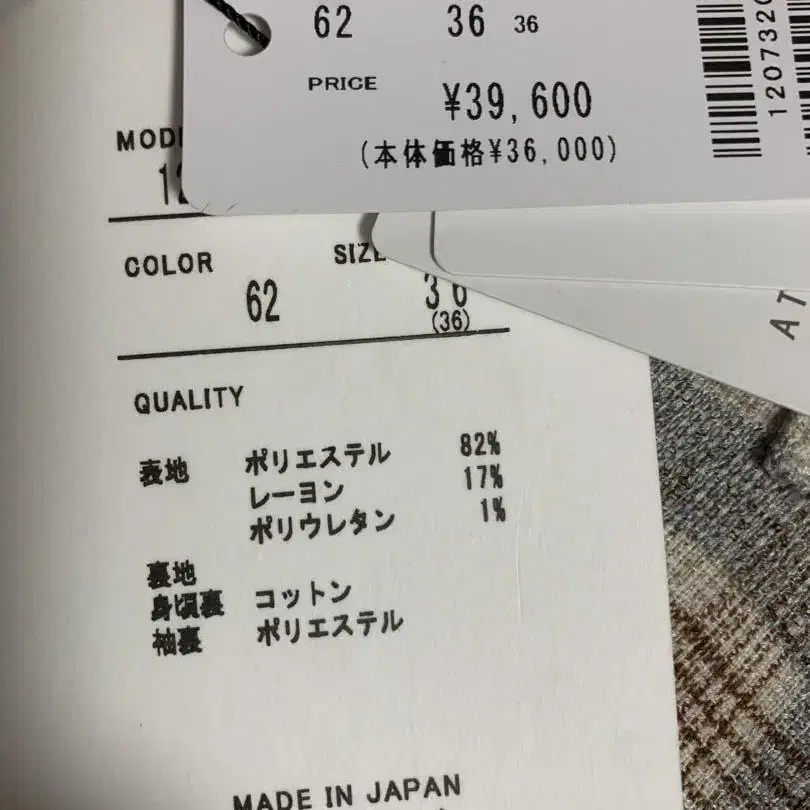 62 36 36
PRICE
¥39,600
(本体価格¥36,000)
120732
COLOR SIZE
62 36
(36)
QUALITY
表地 ポリエステル 82%
レーヨン 17%
ポリウレタン 1%
裏地
身頃裏 コットン
袖裏 ポリエステル
MADE IN JAPAN